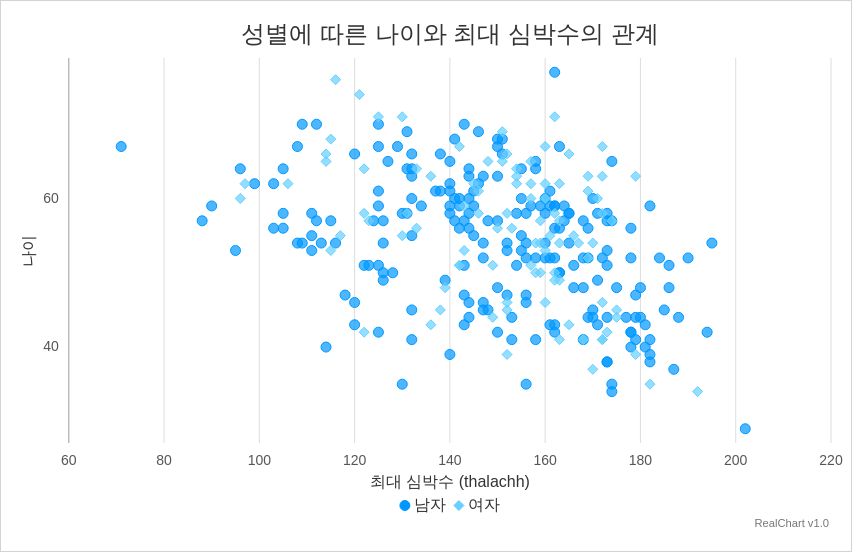 성별에 따른 나이와 최대 심박수의 관계
나이
60
40
60 80 100 120 140 160 180 200 220
최대 심박수 (thalachh)
남자 여자
RealChart v1.0